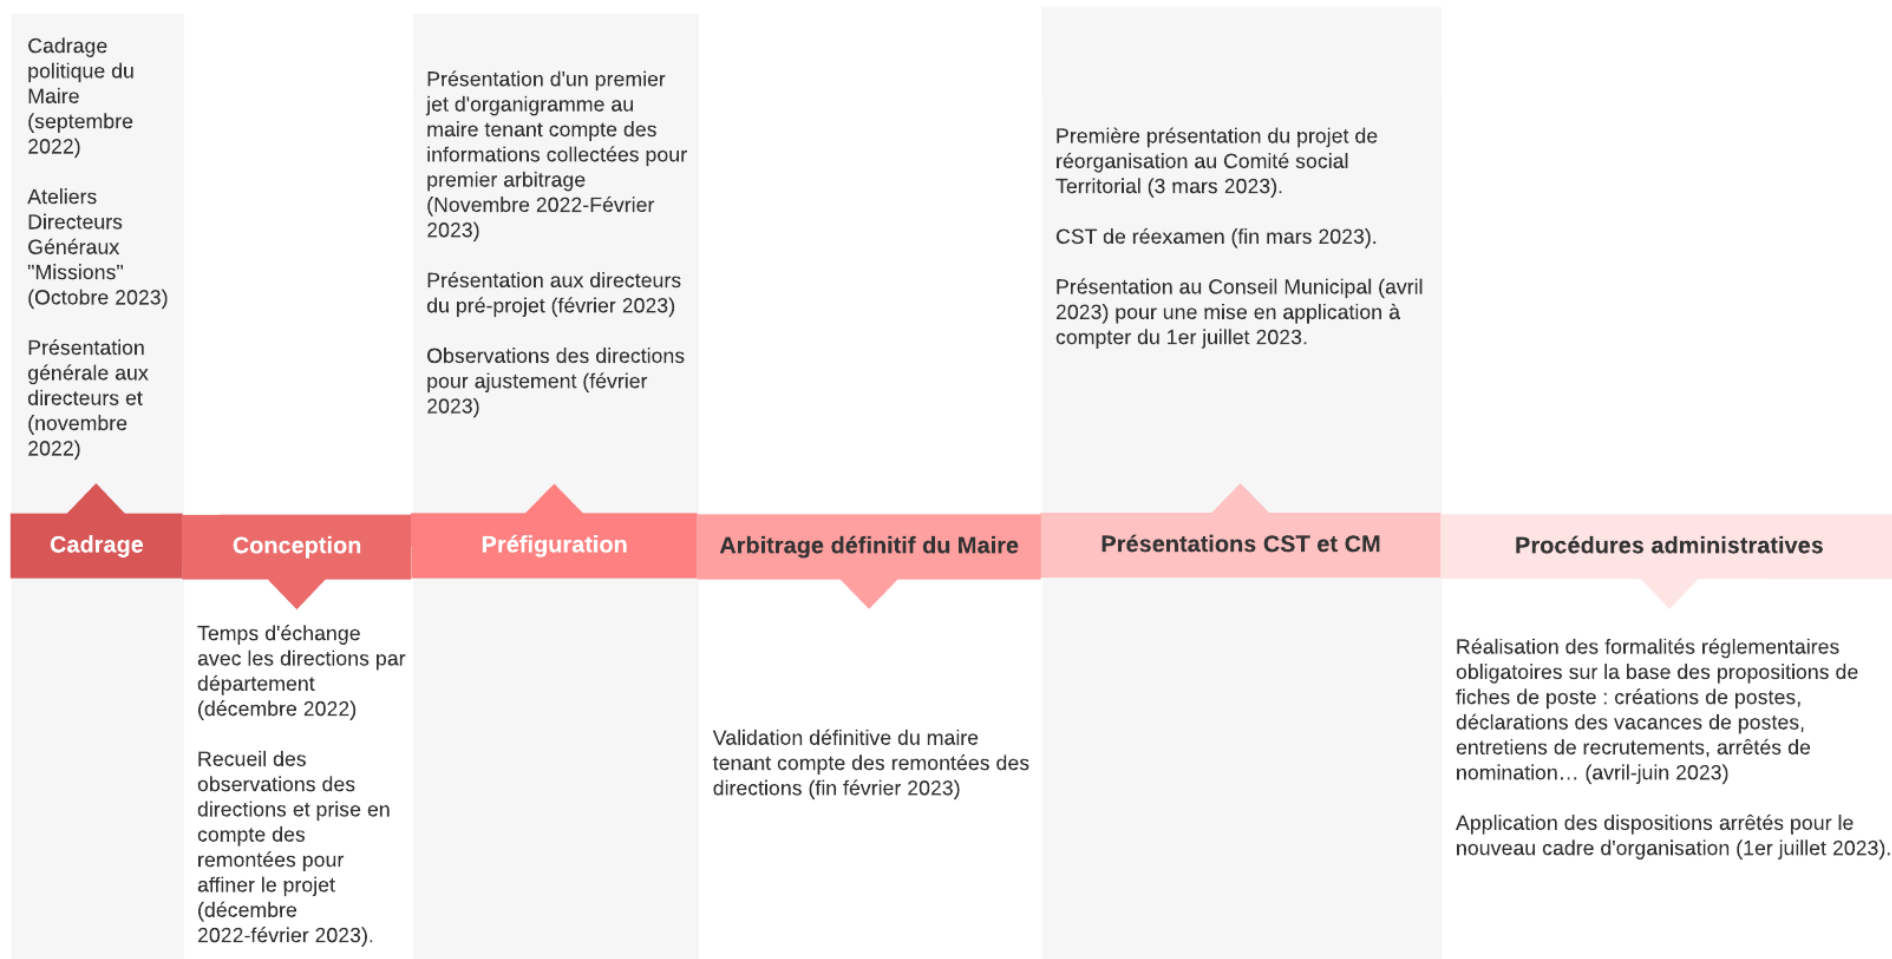 Cadrage
politique du
Maire
(septembre
2022)
Ateliers
Directeurs
Généraux
"Missions"
(Octobre 2023)
Présentation
générale aux
directeurs et
(novembre
2022)
Cadrage
Conception
Temps d'échange
avec les directions par
département
(décembre 2022)
Recueil des
observations des
directions et prise en
compte des
remontées pour
affiner le projet
(décembre
2022-février 2023).
Présentation d'un premier
jet d'organigramme au
maire tenant compte des
informations collectées pour
premier arbitrage
(Novembre 2022-Février
2023)
Présentation aux directeurs
du pré-projet (février 2023)
Observations des directions
pour ajustement (février
2023)
Préfiguration
Arbitrage définitif du Maire
Validation définitive du maire
tenant compte des remontées des
directions (fin février 2023)
Première présentation du projet de
réorganisation au Comité social
Territorial (3 mars 2023).
CST de réexamen (fin mars 2023).
Présentation au Conseil Municipal (avril
2023) pour une mise en application à
compter du 1er juillet 2023.
Présentations CST et CM
Procédures administratives
Réalisation des formalités réglementaires
obligatoires sur la base des propositions de
fiches de poste : créations de postes,
déclarations des vacances de postes,
entretiens de recrutements, arrêtés de
nomination… (avril-juin 2023)
Application des dispositions arrêtés pour le
nouveau cadre d'organisation (1er juillet 2023).